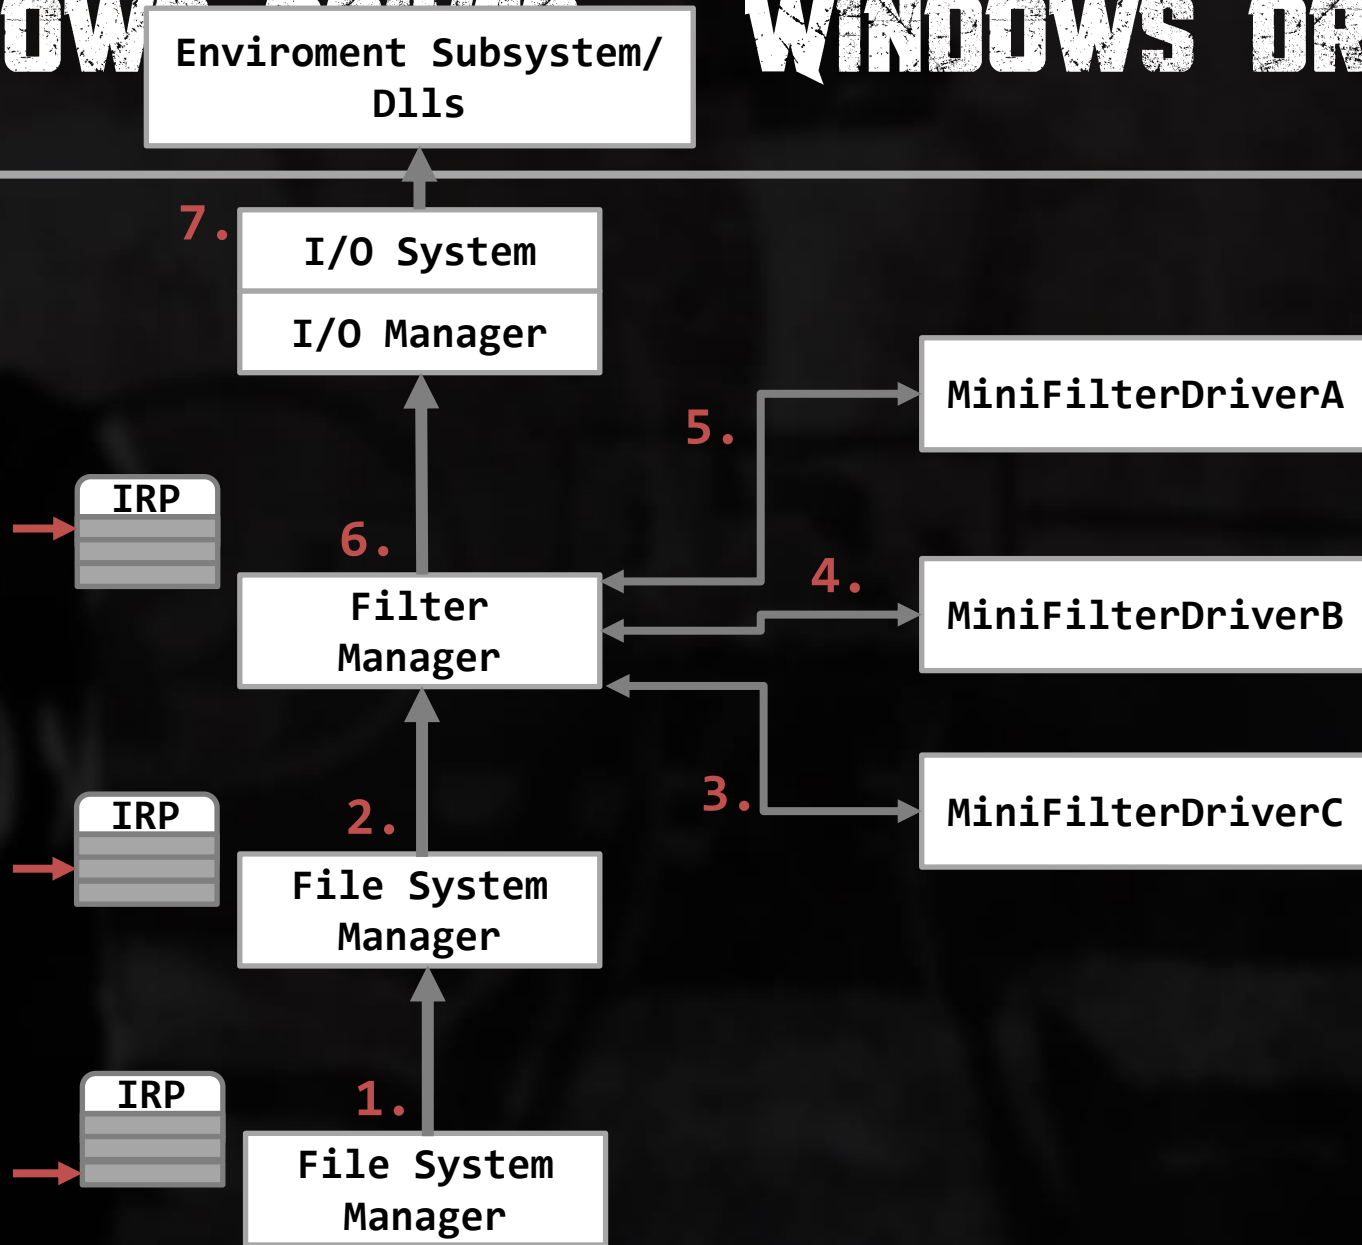 WINDOWS
Enviroment Subsystem/
Dlls
7.
I/O System
I/O Manager
MiniFilterDriverA
5.
IRP
6.
4.
Filter
Manager
MiniFilterDriverB
3.
MiniFilterDriverC
IRP
2.
File System
Manager
IRP
1.
File System
Manager